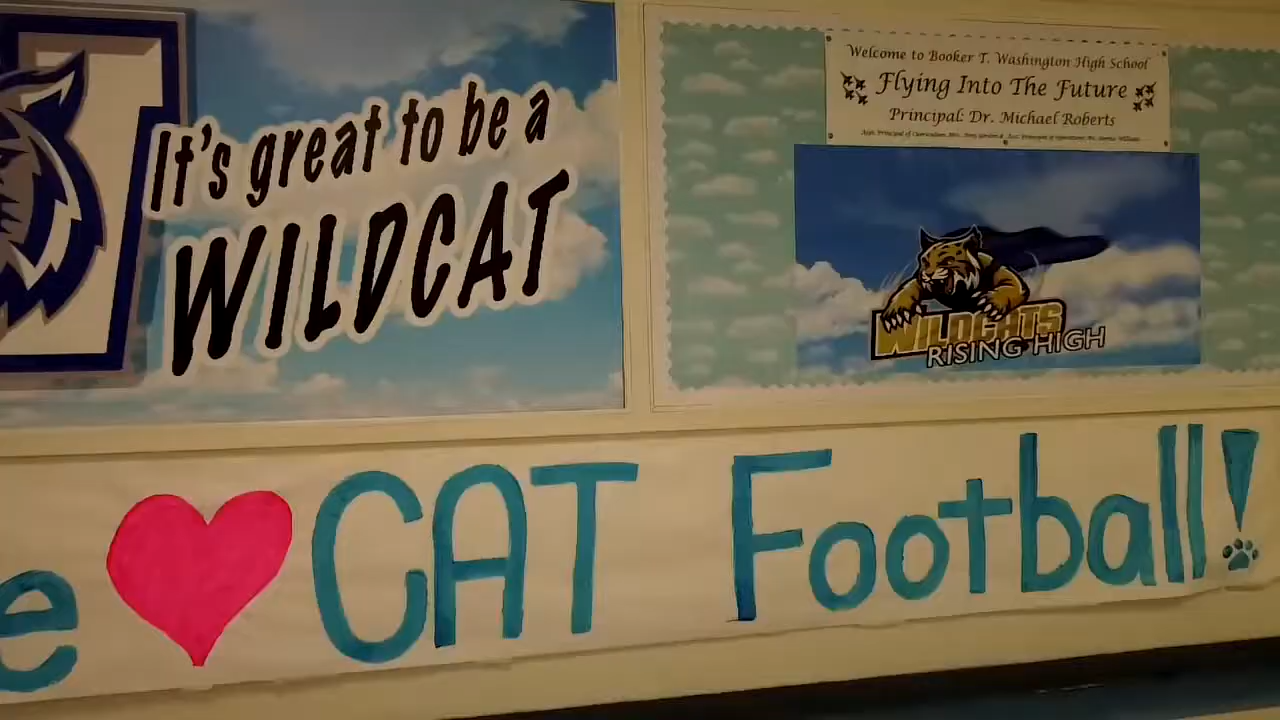 It's great to be a
WILDCAT
Welcome to Booker T. Washington High School
Flying Into The Future
Principal: Dr. Michael Roberts
WILDCATS
RISING HIGH
e CAT Football!